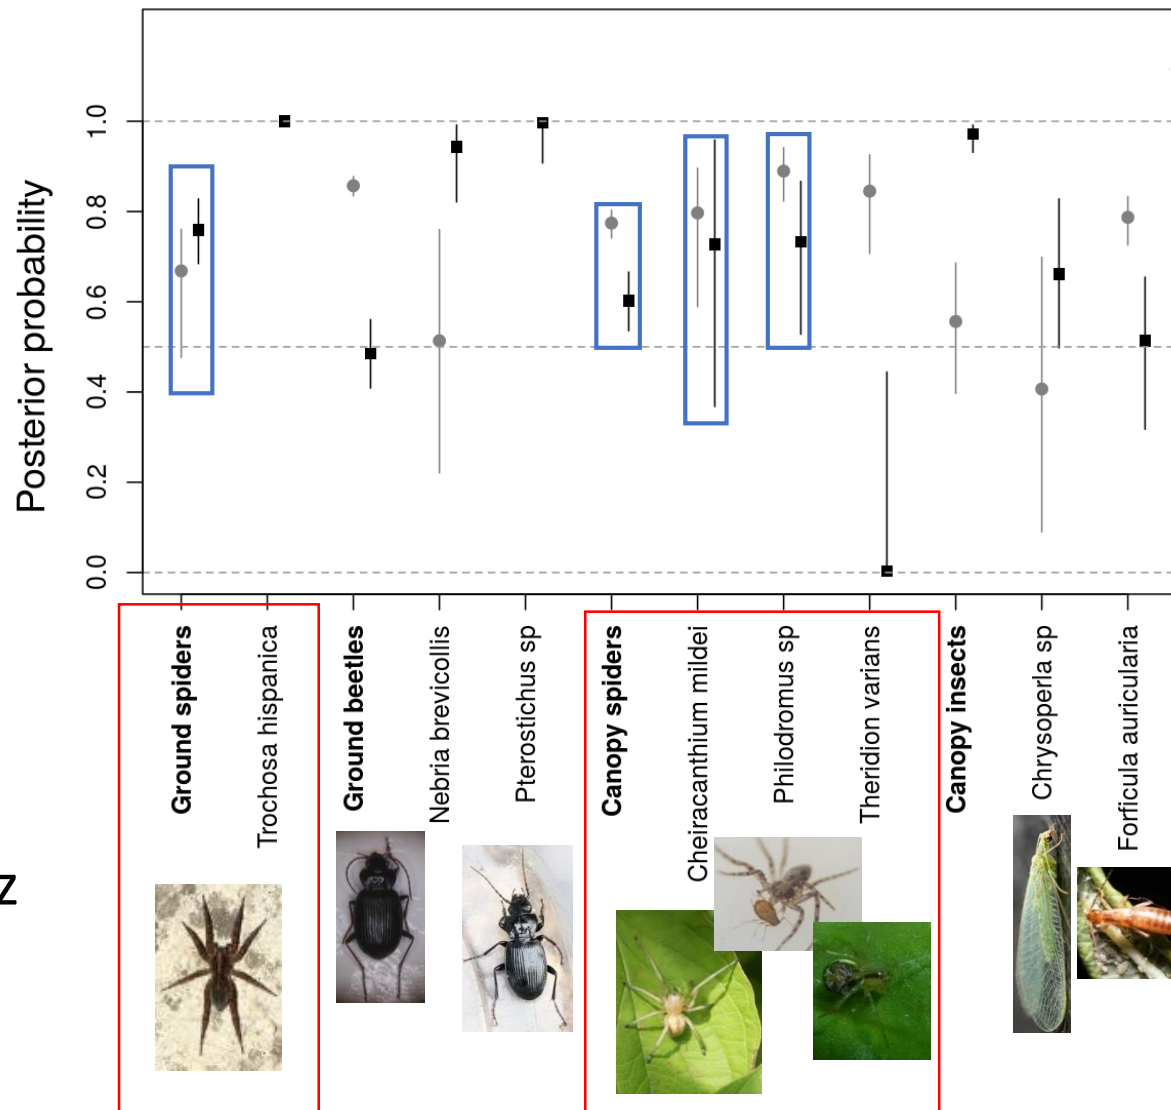 Posterior probability
1.0
0.8
0.6
0.4
0.2
0.0
Ground spiders
Trochosa hispanica
Ground beetles
Nebria brevicollis
Pterostichus sp
Canopy spiders
Cheiracanthium mildei
Philodromus sp
Theridion varians
Canopy insects
Chrysoperla sp
Forficula auricularia
z